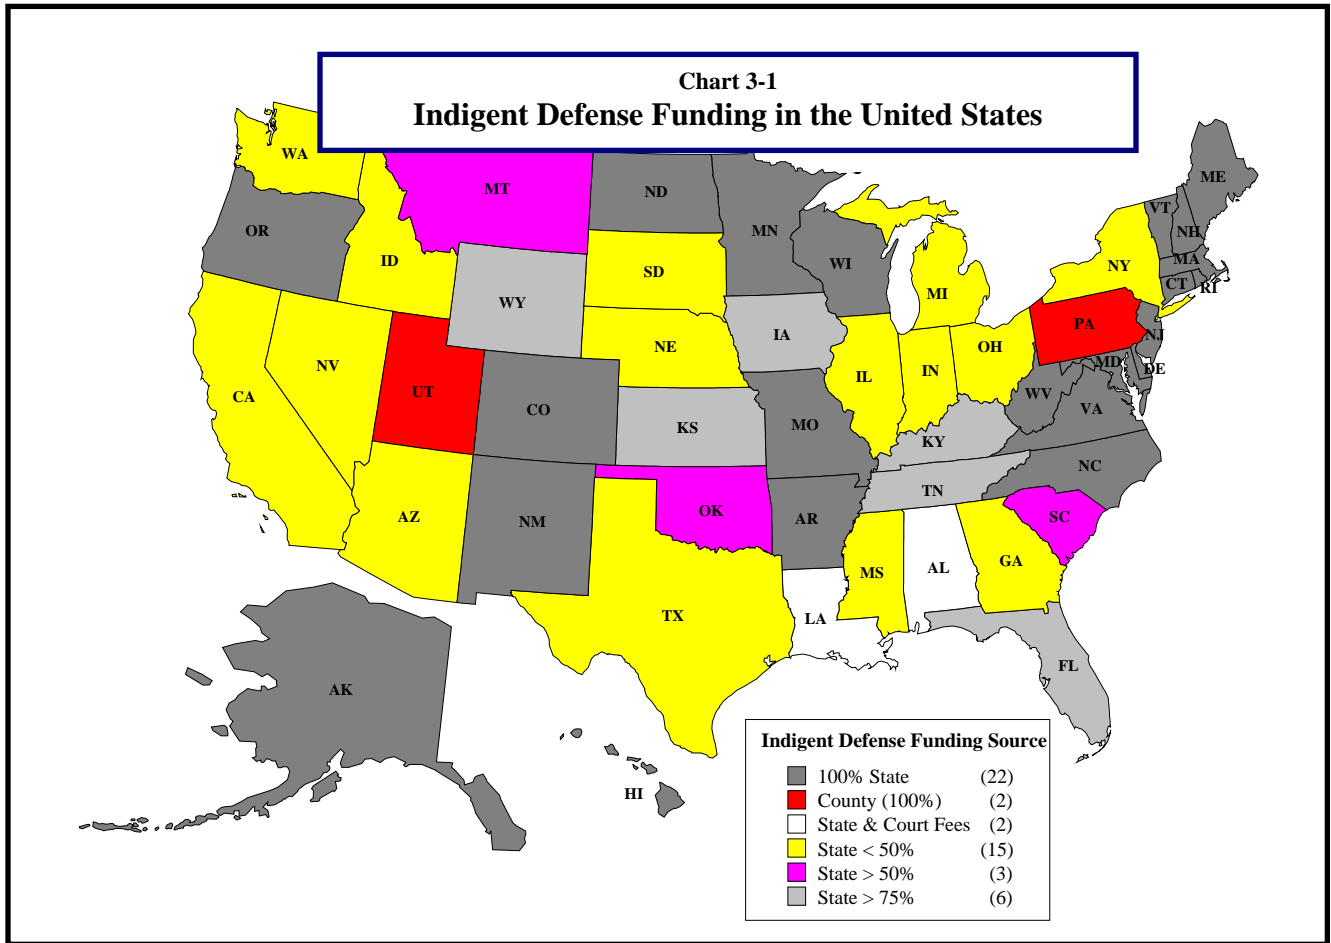 Chart 3-1
Indigent Defense Funding in the United States
WA
MT
ND
MN
ME
VT
NH
OR
ID
SD
WI
MI
NY
MA
CT
RI
WY
IA
PA
NJ
NE
OH
NV
IL
IN
MD
DE
CA
UT
CO
KS
MO
WV
VA
KY
NC
AZ
NM
OK
AR
TN
SC
TX
LA
MS
AL
GA
FL
AK
HI
Indigent Defense Funding Source
100% State (22)
County (100%) (2)
State & Court Fees (2)
State < 50% (15)
State > 50% (3)
State > 75% (6)